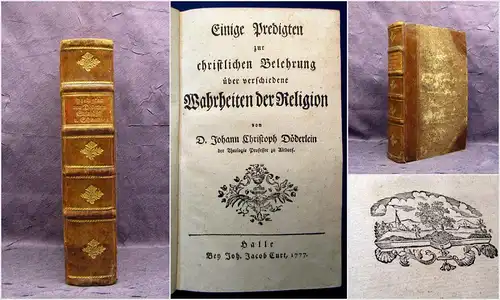 Einige Predigten
zur
christlichen Belehrung
über verschiedene
Wahrheiten der Religion
von
D. Johann Christoph Döderlein
der Theologie Professor zu Altdorf.
Halle
Bey Joh. Jacob Curt, 1777.